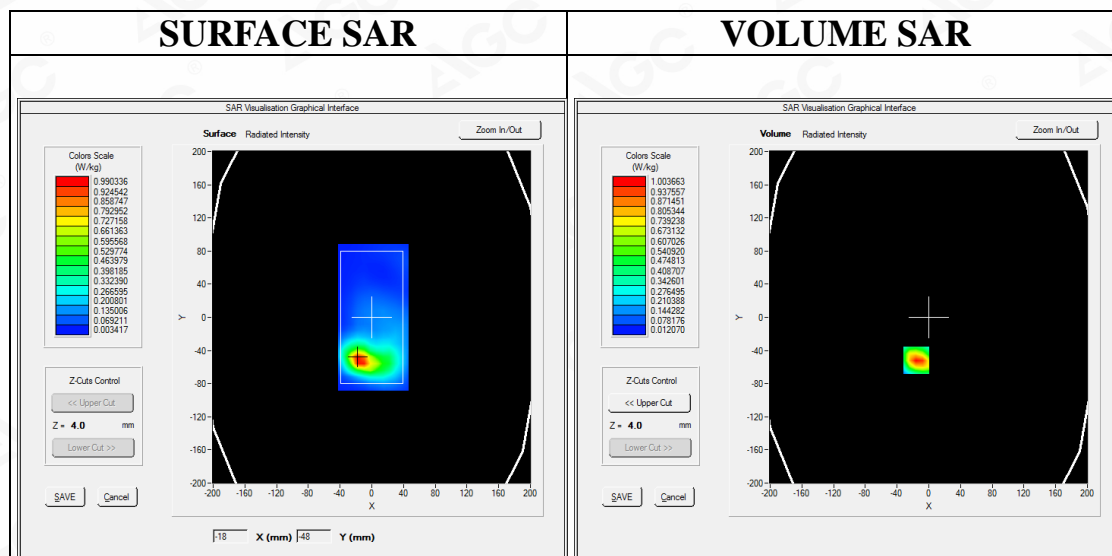 SURFACE SAR
VOLUME SAR
SAR Visualisation Graphical Interface
Surface Radiated Intensity
Zoom In/Out
Colors Scale
(W/kg)
0.990336
0.924542
0.858747
0.792952
0.727158
0.661363
0.595568
0.529774
0.463979
0.398185
0.332390
0.266595
0.200801
0.135006
0.069211
0.003417
Z-Cuts Control
<< Upper Cut
Z = 4.0 mm
Lower Cut >>
SAVE Cancel
200
160
120
80
40
0
-40
-80
-120
-160
-200
Y
-200 -160 -120 -80 -40 0 40 80 120 160 200
X
-18 X (mm) -48 Y (mm)
SAR Visualisation Graphical Interface
Volume Radiated Intensity
Zoom In/Out
Colors Scale
(W/kg)
1.003663
0.937557
0.871451
0.805344
0.739238
0.673132
0.607026
0.540920
0.474813
0.408707
0.342601
0.276495
0.210388
0.144282
0.078176
0.012070
Z-Cuts Control
<< Upper Cut
Z = 4.0 mm
Lower Cut >>
SAVE Cancel
200
160
120
80
40
0
-40
-80
-120
-160
-200
Y
-200 -160 -120 -80 -40 0 40 80 120 160 200
X